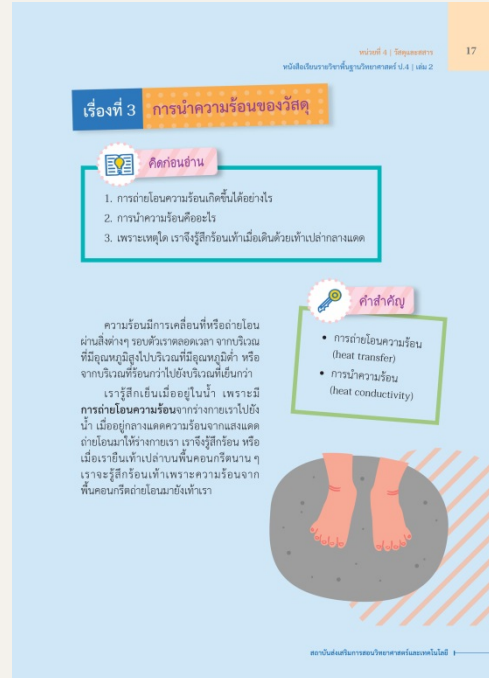 หน่วยที่ 4 | วัสดุและสสาร
17
หนังสือเรียนรายวิชาพื้นฐานวิทยาศาสตร์ ป.4 | เล่ม 2
เรื่องที่ 3 การนำความร้อนของวัสดุ
คิดก่อนอ่าน
1. การถ่ายโอนความร้อนเกิดขึ้นได้อย่างไร
2. การนำความร้อนคืออะไร
3. เพราะเหตุใด เราจึงรู้สึกร้อนเท้าเมื่อเดินด้วยเท้าเปล่ากลางแดด
คำสำคัญ
• การถ่ายโอนความร้อน
(heat transfer)
• การนำความร้อน
(heat conductivity)
ความร้อนมีการเคลื่อนที่หรือถ่ายโอน
ผ่านสิ่งต่างๆ รอบตัวเราตลอดเวลา จากบริเวณ
ที่มีอุณหภูมิสูงไปบริเวณที่มีอุณหภูมิต่ำ หรือ
จากบริเวณที่ร้อนกว่าไปยังบริเวณที่เย็นกว่า
เรารู้สึกเย็นเมื่ออยู่ในน้ำ เพราะมี
การถ่ายโอนความร้อนจากร่างกายเราไปยัง
น้ำ เมื่ออยู่กลางแดดความร้อนจากแสงแดด
ถ่ายโอนมาให้ร่างกายเรา เราจึงรู้สึกร้อน หรือ
เมื่อเรายืนเท้าเปล่าบนพื้นคอนกรีตนาน ๆ
เราจะรู้สึกร้อนเท้าเพราะความร้อนจาก
พื้นคอนกรีตถ่ายโอนมายังเท้าเรา
สถาบันส่งเสริมการสอนวิทยาศาสตร์และเทคโนโลยี